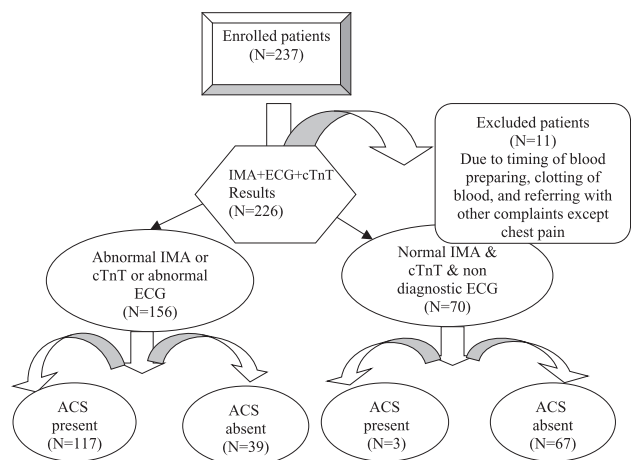 Enrolled patients
(N=237)
Excluded patients
(N=11)
Due to timing of blood
preparing, clotting of
blood, and referring with
other complaints except
chest pain
IMA+ECG+cTnT
Results
(N=226)
Abnormal IMA or
cTnT or abnormal
ECG
(N=156)
Normal IMA &
cTnT & non
diagnostic ECG
(N=70)
ACS
present
(N=117)
ACS
absent
(N=39)
ACS
present
(N=3)
ACS
absent
(N=67)